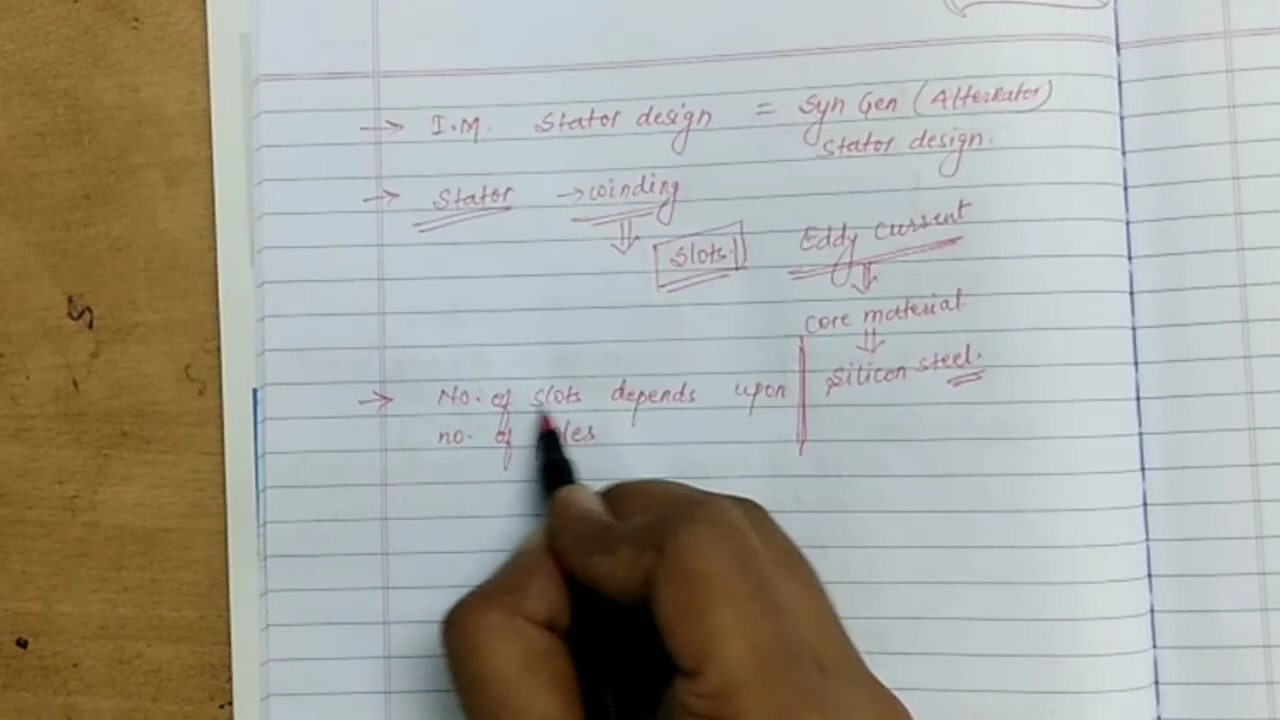 → I.M. Stator design = Syn Gen (Alternator)
Stator design.
→ Stator → winding
⇓ Slots. Eddy current
⇓
core material
⇓
→ No. of slots depends upon silicon steel.
no. of poles